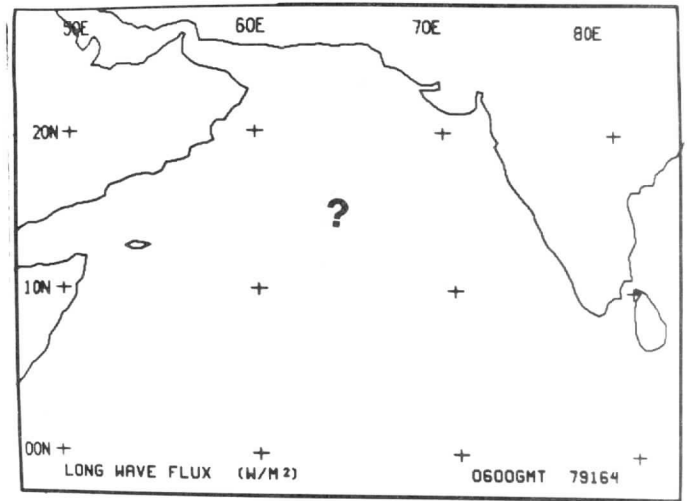 50E 60E 70E 80E
20N
?
10N
00N
LONG WAVE FLUX (W/M²) 0600GMT 79164